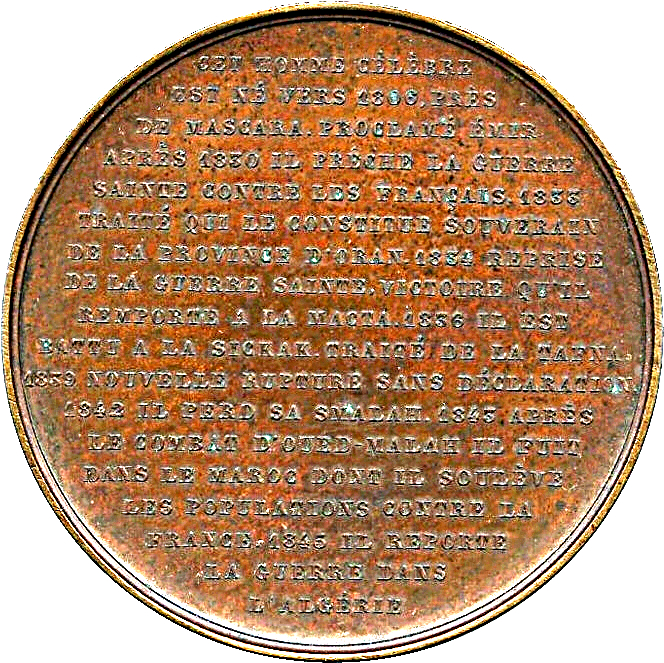 CET HOMME CÉLÈBRE
EST NÉ VERS 1806, PRÈS
DE MASCARA. PROCLAMÉ ÉMIR
APRÈS 1830 IL PRÊCHE LA GUERRE
SAINTE CONTRE LES FRANÇAIS. 1833
TRAITÉ QUI LE CONSTITUE SOUVERAIN
DE LA PROVINCE D'ORAN. 1834 REPRISE
DE LA GUERRE SAINTE, VICTOIRE QU'IL
REMPORTE A LA MACTA. 1836 IL EST
BATTU A LA SICKAK. TRAITÉ DE LA TAFNA.
1839 NOUVELLE RUPTURE SANS DÉCLARATION.
1842 IL PERD SA SMALAH. 1843 APRÈS
LE COMBAT D'OUED-MALAH IL FUIT
DANS LE MAROC DONT IL SOULÈVE
LES POPULATIONS CONTRE LA
FRANCE. 1845 IL REPORTE
LA GUERRE DANS
L'ALGÉRIE